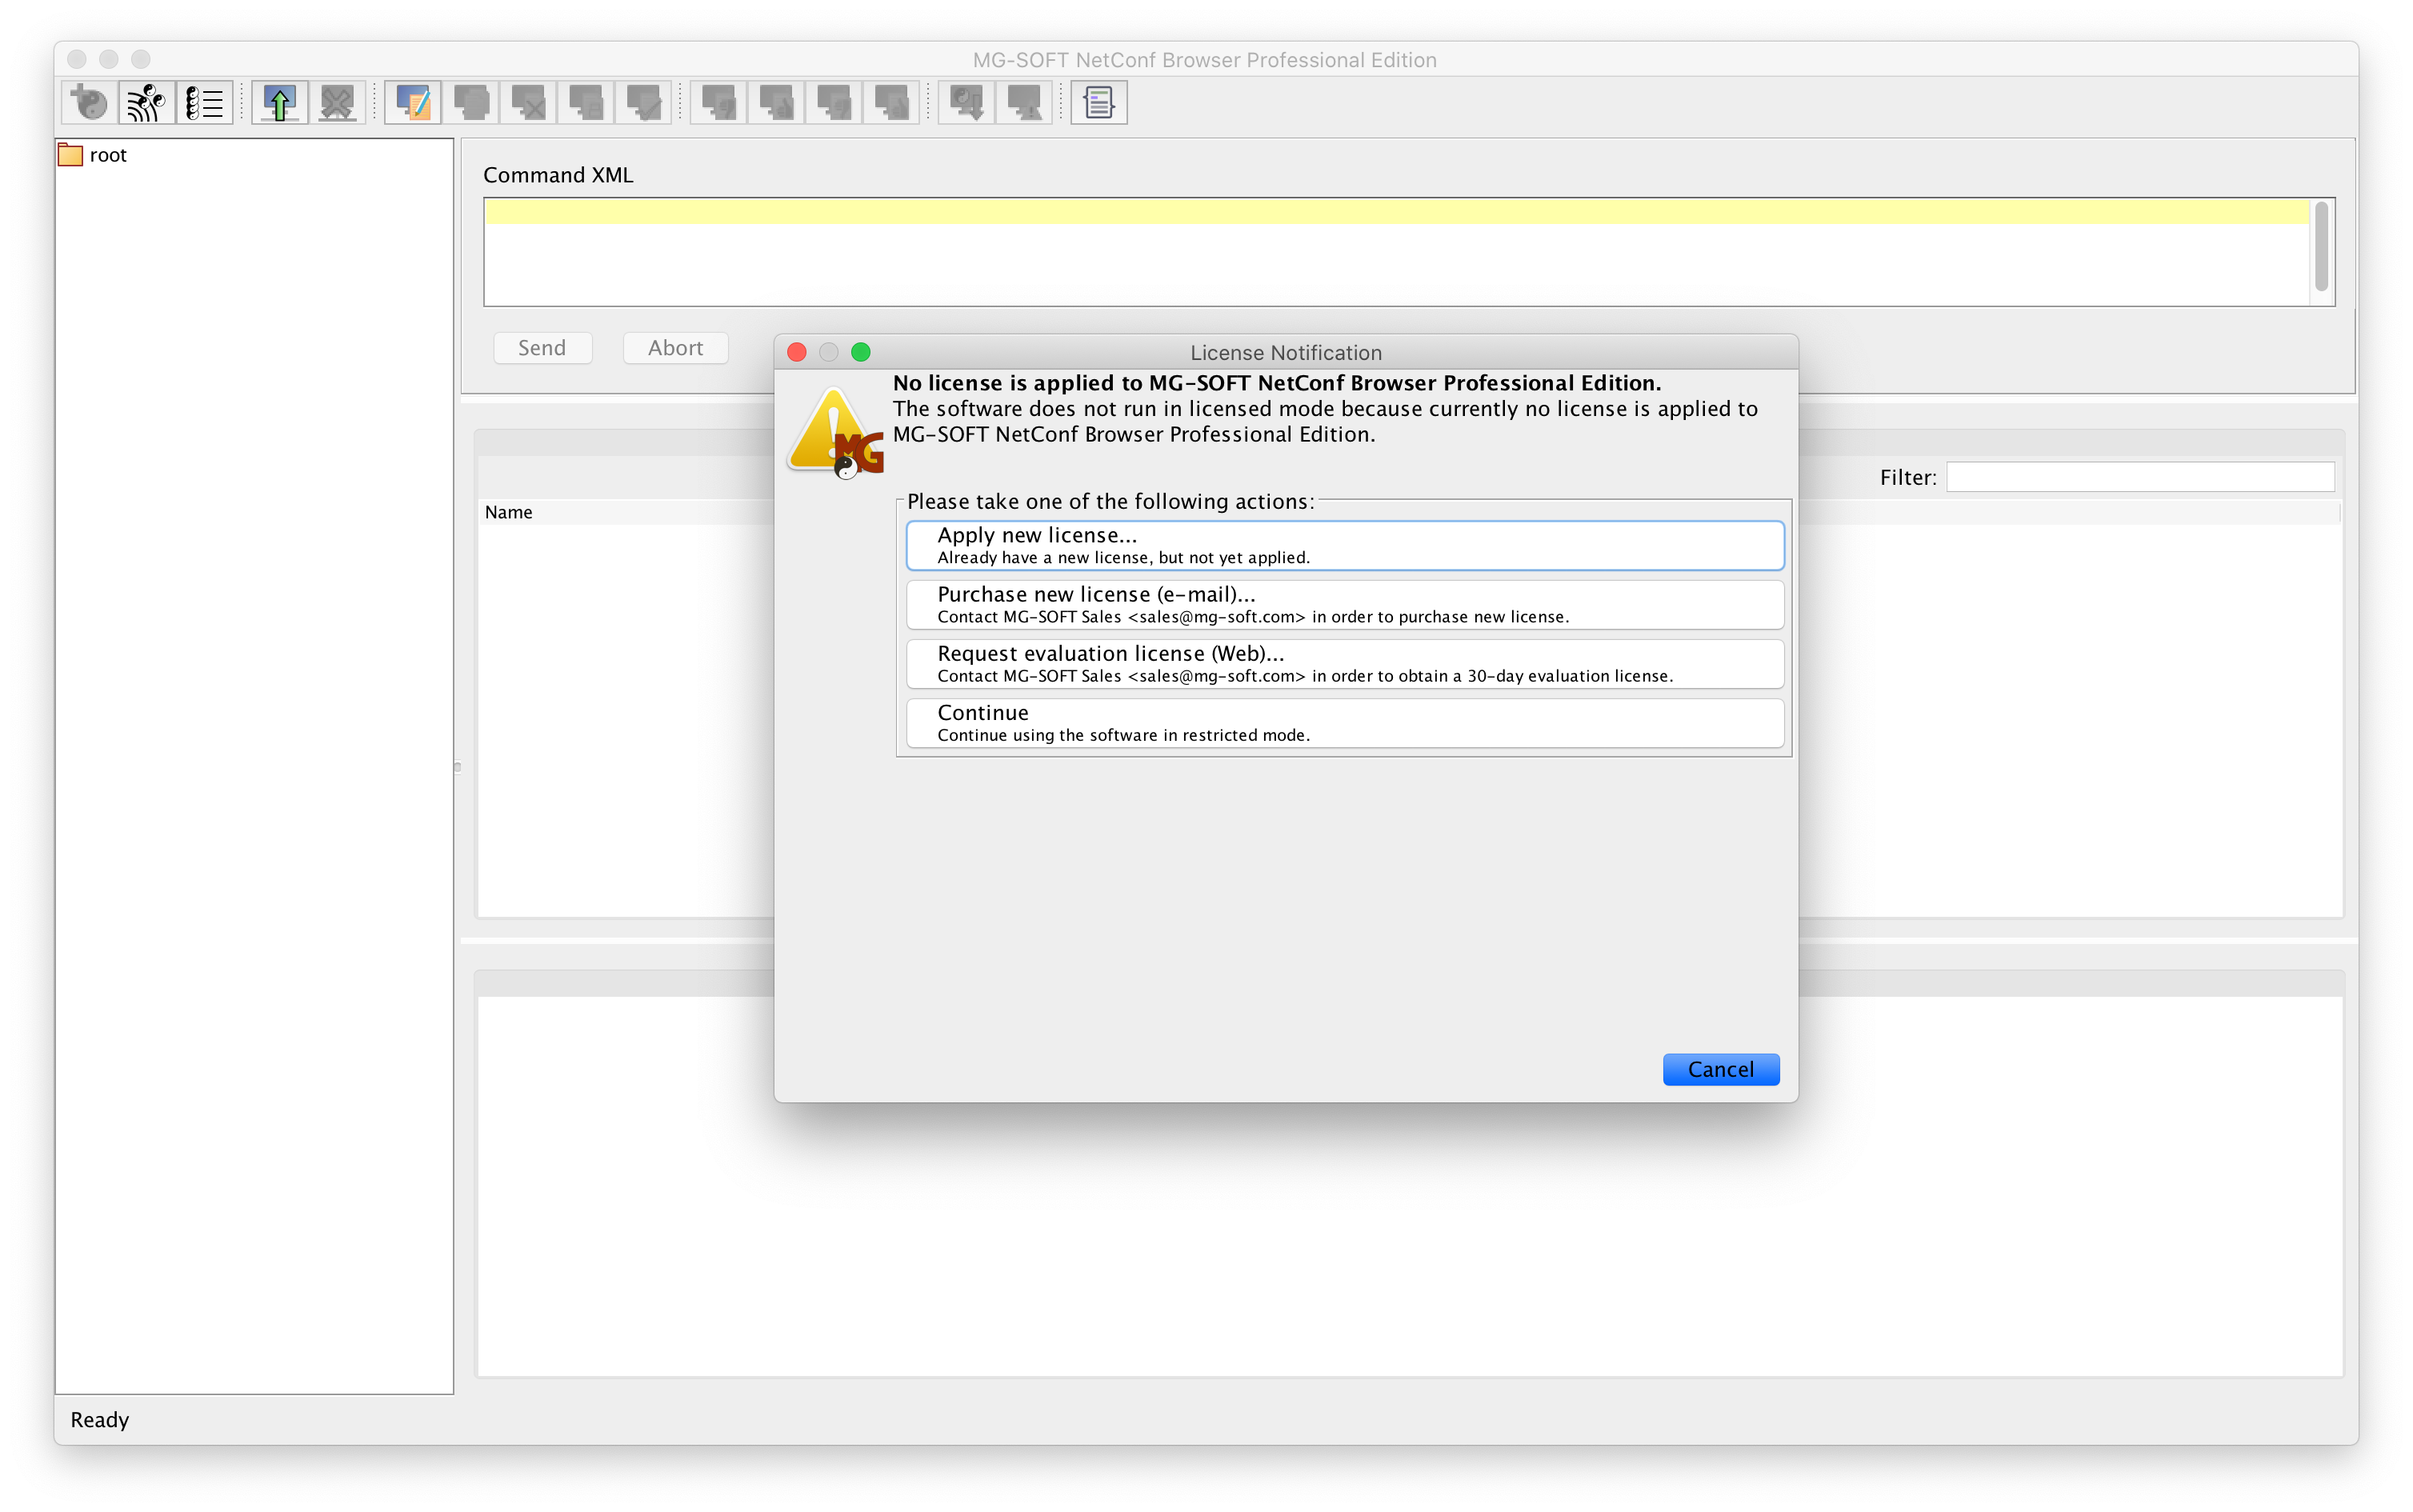 MG-SOFT NetConf Browser Professional Edition
root
Command XML
Send
Abort
License Notification
No license is applied to MG-SOFT NetConf Browser Professional Edition.
The software does not run in licensed mode because currently no license is applied to
MG-SOFT NetConf Browser Professional Edition.
MG
Please take one of the following actions:
Apply new license...
Already have a new license, but not yet applied.
Purchase new license (e-mail)...
Contact MG-SOFT Sales <sales@mg-soft.com> in order to purchase new license.
Request evaluation license (Web)...
Contact MG-SOFT Sales <sales@mg-soft.com> in order to obtain a 30-day evaluation license.
Continue
Continue using the software in restricted mode.
Cancel
Filter:
Name
Ready